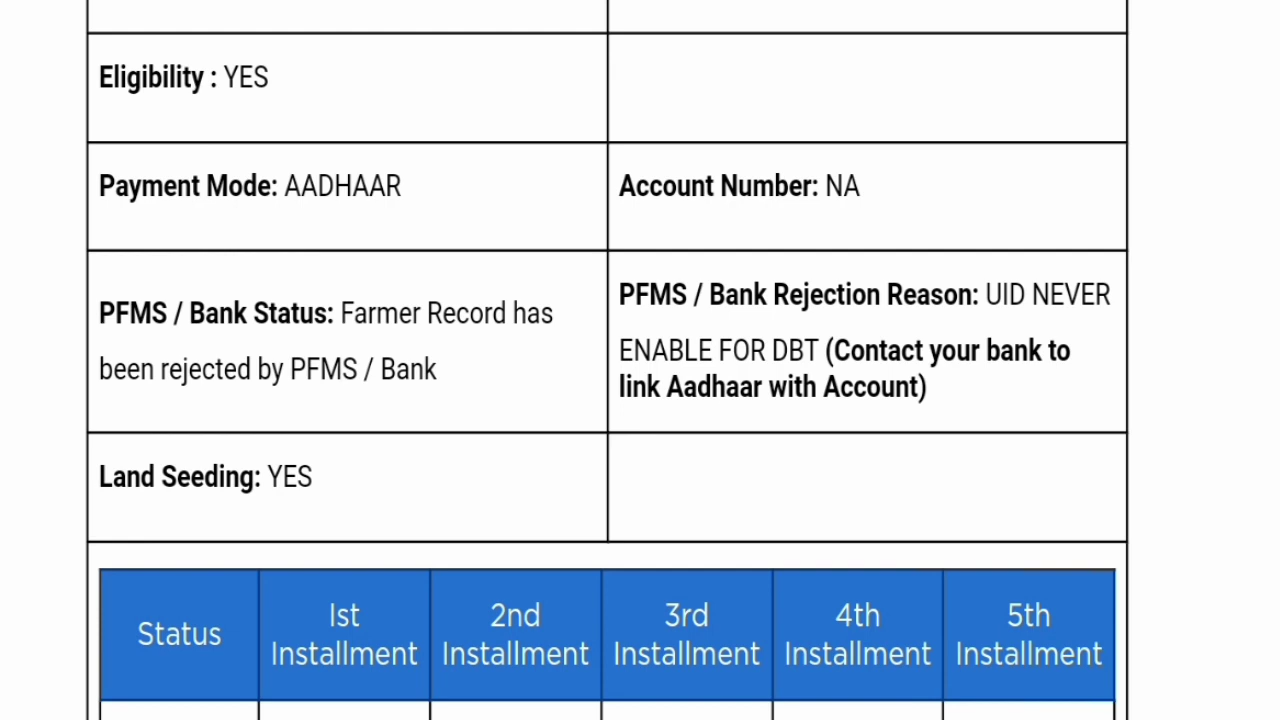 Eligibility : YES
Payment Mode: AADHAAR
Account Number: NA
PFMS / Bank Status: Farmer Record has
been rejected by PFMS / Bank
PFMS / Bank Rejection Reason: UID NEVER
ENABLE FOR DBT (Contact your bank to
link Aadhaar with Account)
Land Seeding: YES
Status
Ist
Installment
2nd
Installment
3rd
Installment
4th
Installment
5th
Installment